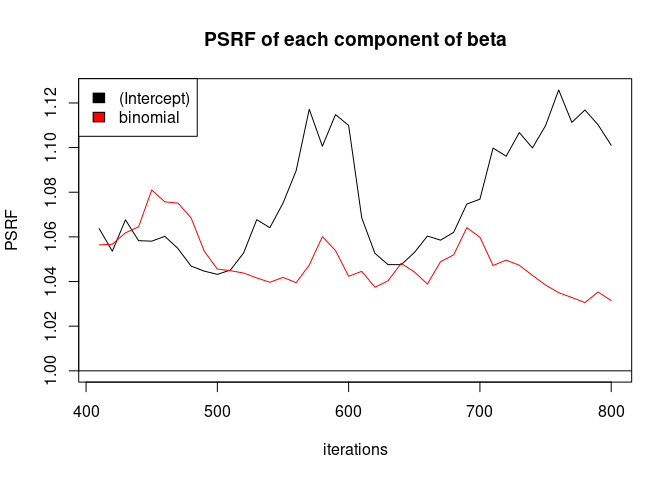 PSRF of each component of beta
(Intercept)
binomial
PSRF
1.12
1.10
1.08
1.06
1.04
1.02
1.00
400 500 600 700 800
iterations